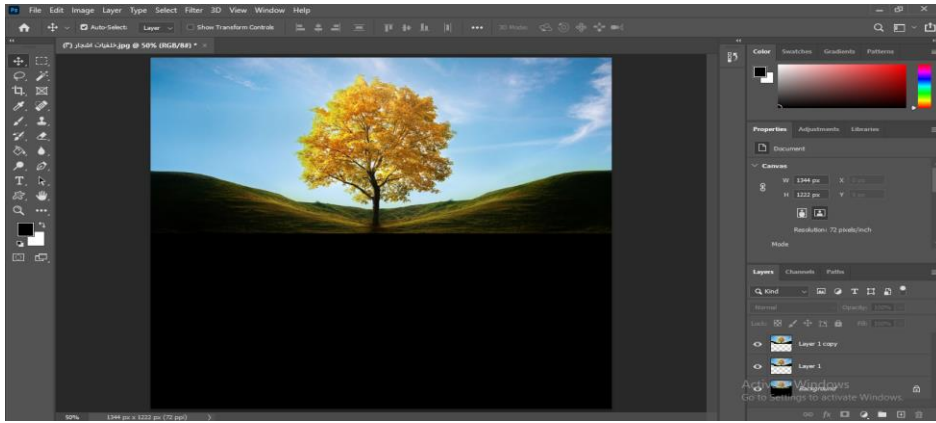 Ps File Edit Image Layer Type Select Filter 3D View Window Help
Auto-Select: Layer Show Transform Controls 3D Mode:
خلفيات اشجار (٣).jpg @ 50% (RGB/8#) * ×
Color Swatches Gradients Patterns
Properties Adjustments Libraries
Document
Canvas
W 1344 px X
H 1222 px Y
Resolution: 72 pixels/inch
Mode
Layers Channels Paths
Kind
Normal Opacity: 100%
Lock: Fill: 100%
Layer 1 copy
Layer 1
Background
Activate Windows
Go to Settings to activate Windows.
50% 1344 px x 1222 px (72 ppi)